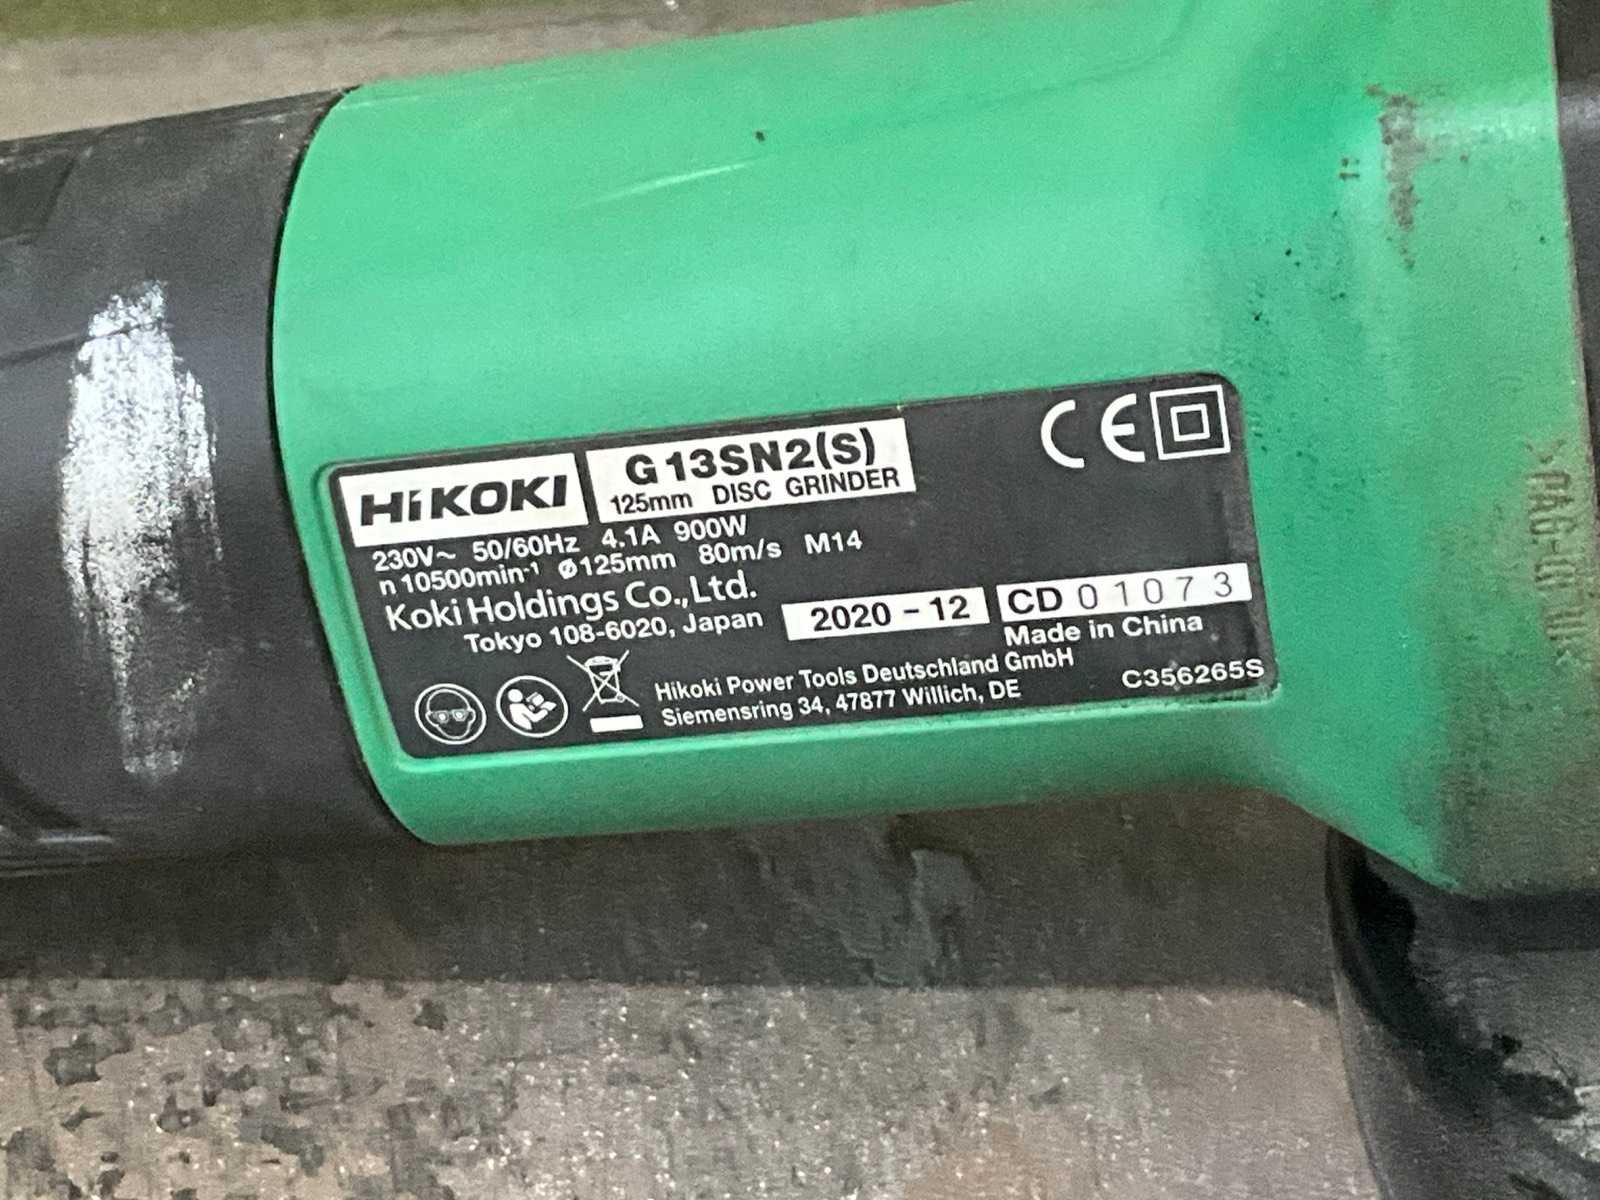 HiKOKI
G13SN2(S)
125mm DISC GRINDER
CE
230V~ 50/60Hz 4.1A 900W
n 10500min⁻¹ Ø125mm 80m/s M14
Koki Holdings Co.,Ltd.
Tokyo 108-6020, Japan
2020 - 12
CD 01073
Made in China
Hikoki Power Tools Deutschland GmbH
Siemensring 34, 47877 Willich, DE
C356265S